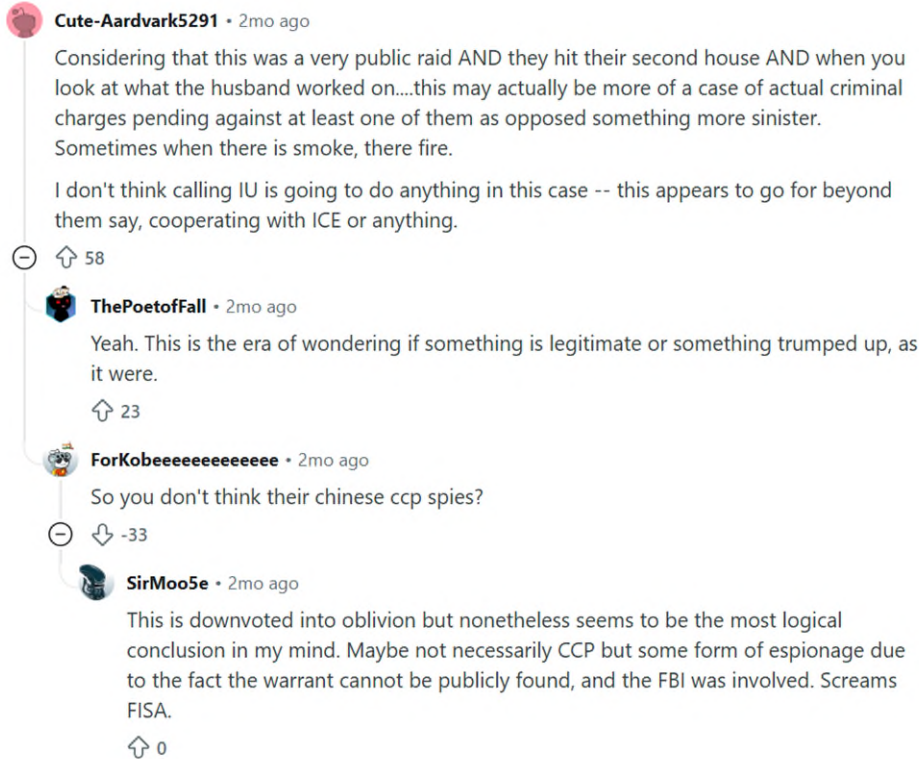 Cute-Aardvark5291 • 2mo ago
Considering that this was a very public raid AND they hit their second house AND when you
look at what the husband worked on....this may actually be more of a case of actual criminal
charges pending against at least one of them as opposed something more sinister.
Sometimes when there is smoke, there fire.
I don't think calling IU is going to do anything in this case -- this appears to go for beyond
them say, cooperating with ICE or anything.
58
ThePoetofFall • 2mo ago
Yeah. This is the era of wondering if something is legitimate or something trumped up, as
it were.
23
ForKobeeeeeeeeeeeee • 2mo ago
So you don't think their chinese ccp spies?
-33
SirMoo5e • 2mo ago
This is downvoted into oblivion but nonetheless seems to be the most logical
conclusion in my mind. Maybe not necessarily CCP but some form of espionage due
to the fact the warrant cannot be publicly found, and the FBI was involved. Screams
FISA.
0